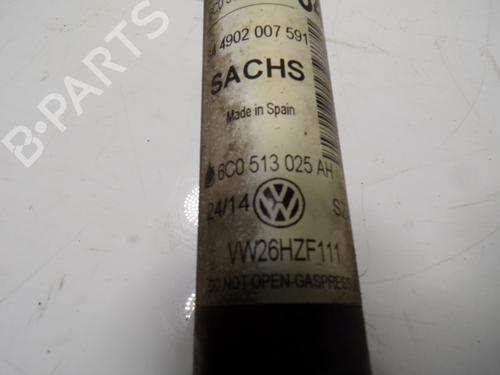 4902 007 591
SACHS
Made in Spain
6C0 513 025 AH
24/14 SZ
VW26HZF111
DO NOT OPEN-GASPRESS
B-PARTS